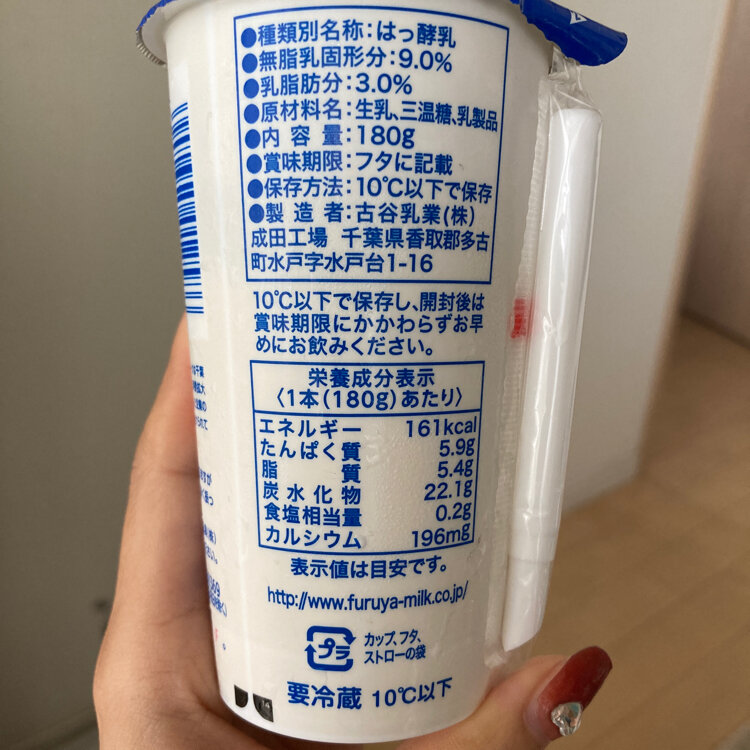 ●種類別名称：はっ酵乳
●無脂乳固形分：9.0%
●乳脂肪分：3.0%
●原材料名：生乳、三温糖、乳製品
●内容量：180g
●賞味期限：フタに記載
●保存方法：10℃以下で保存
●製造者：古谷乳業(株)
成田工場 千葉県香取郡多古
町水戸字水戸台1-16
10℃以下で保存し、開封後は
賞味期限にかかわらずお早
めにお飲みください。
栄養成分表示
〈1本(180g)あたり〉
エネルギー 161kcal
たんぱく質 5.9g
脂質 5.4g
炭水化物 22.1g
食塩相当量 0.2g
カルシウム 196mg
表示値は目安です。
http://www.furuya-milk.co.jp/
プラ
カップ、フタ、
ストローの袋
要冷蔵 10℃以下